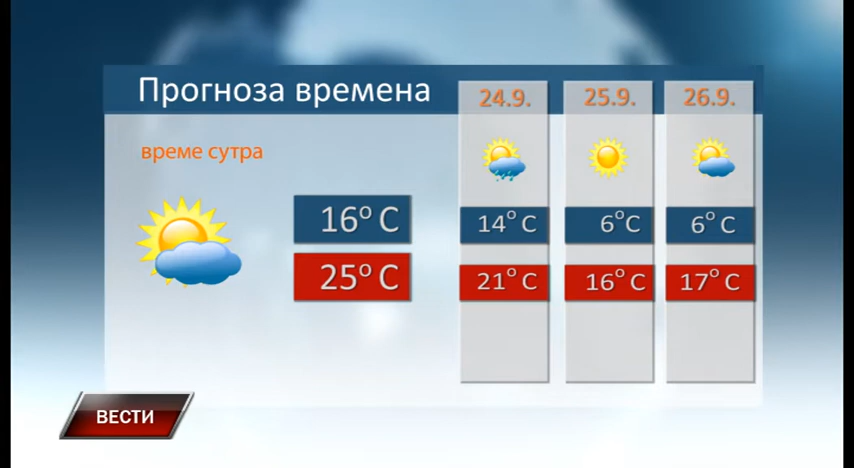 Прогноза времена
време сутра
16° C
25° C
24.9. 25.9. 26.9.
14° C 6°C 6° C
21° C 16° C 17° C
ВЕСТИ